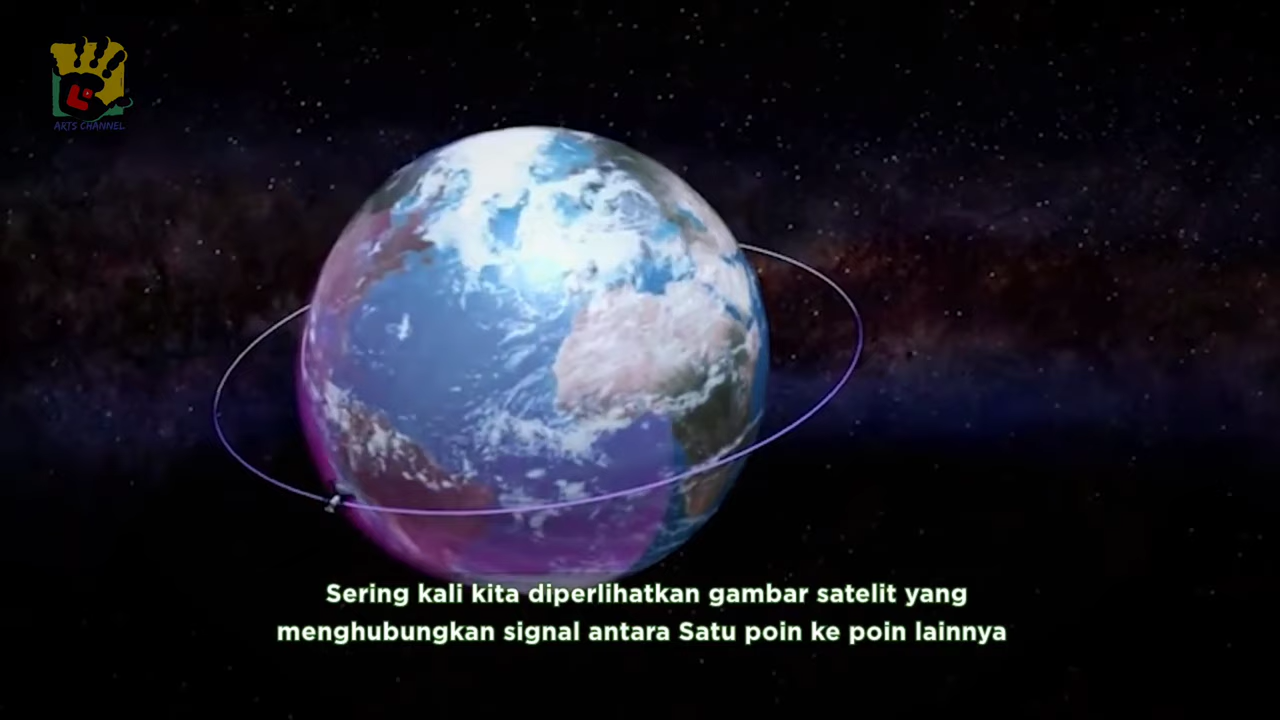 ARTS CHANNEL
Sering kali kita diperlihatkan gambar satelit yang
menghubungkan signal antara Satu poin ke poin lainnya